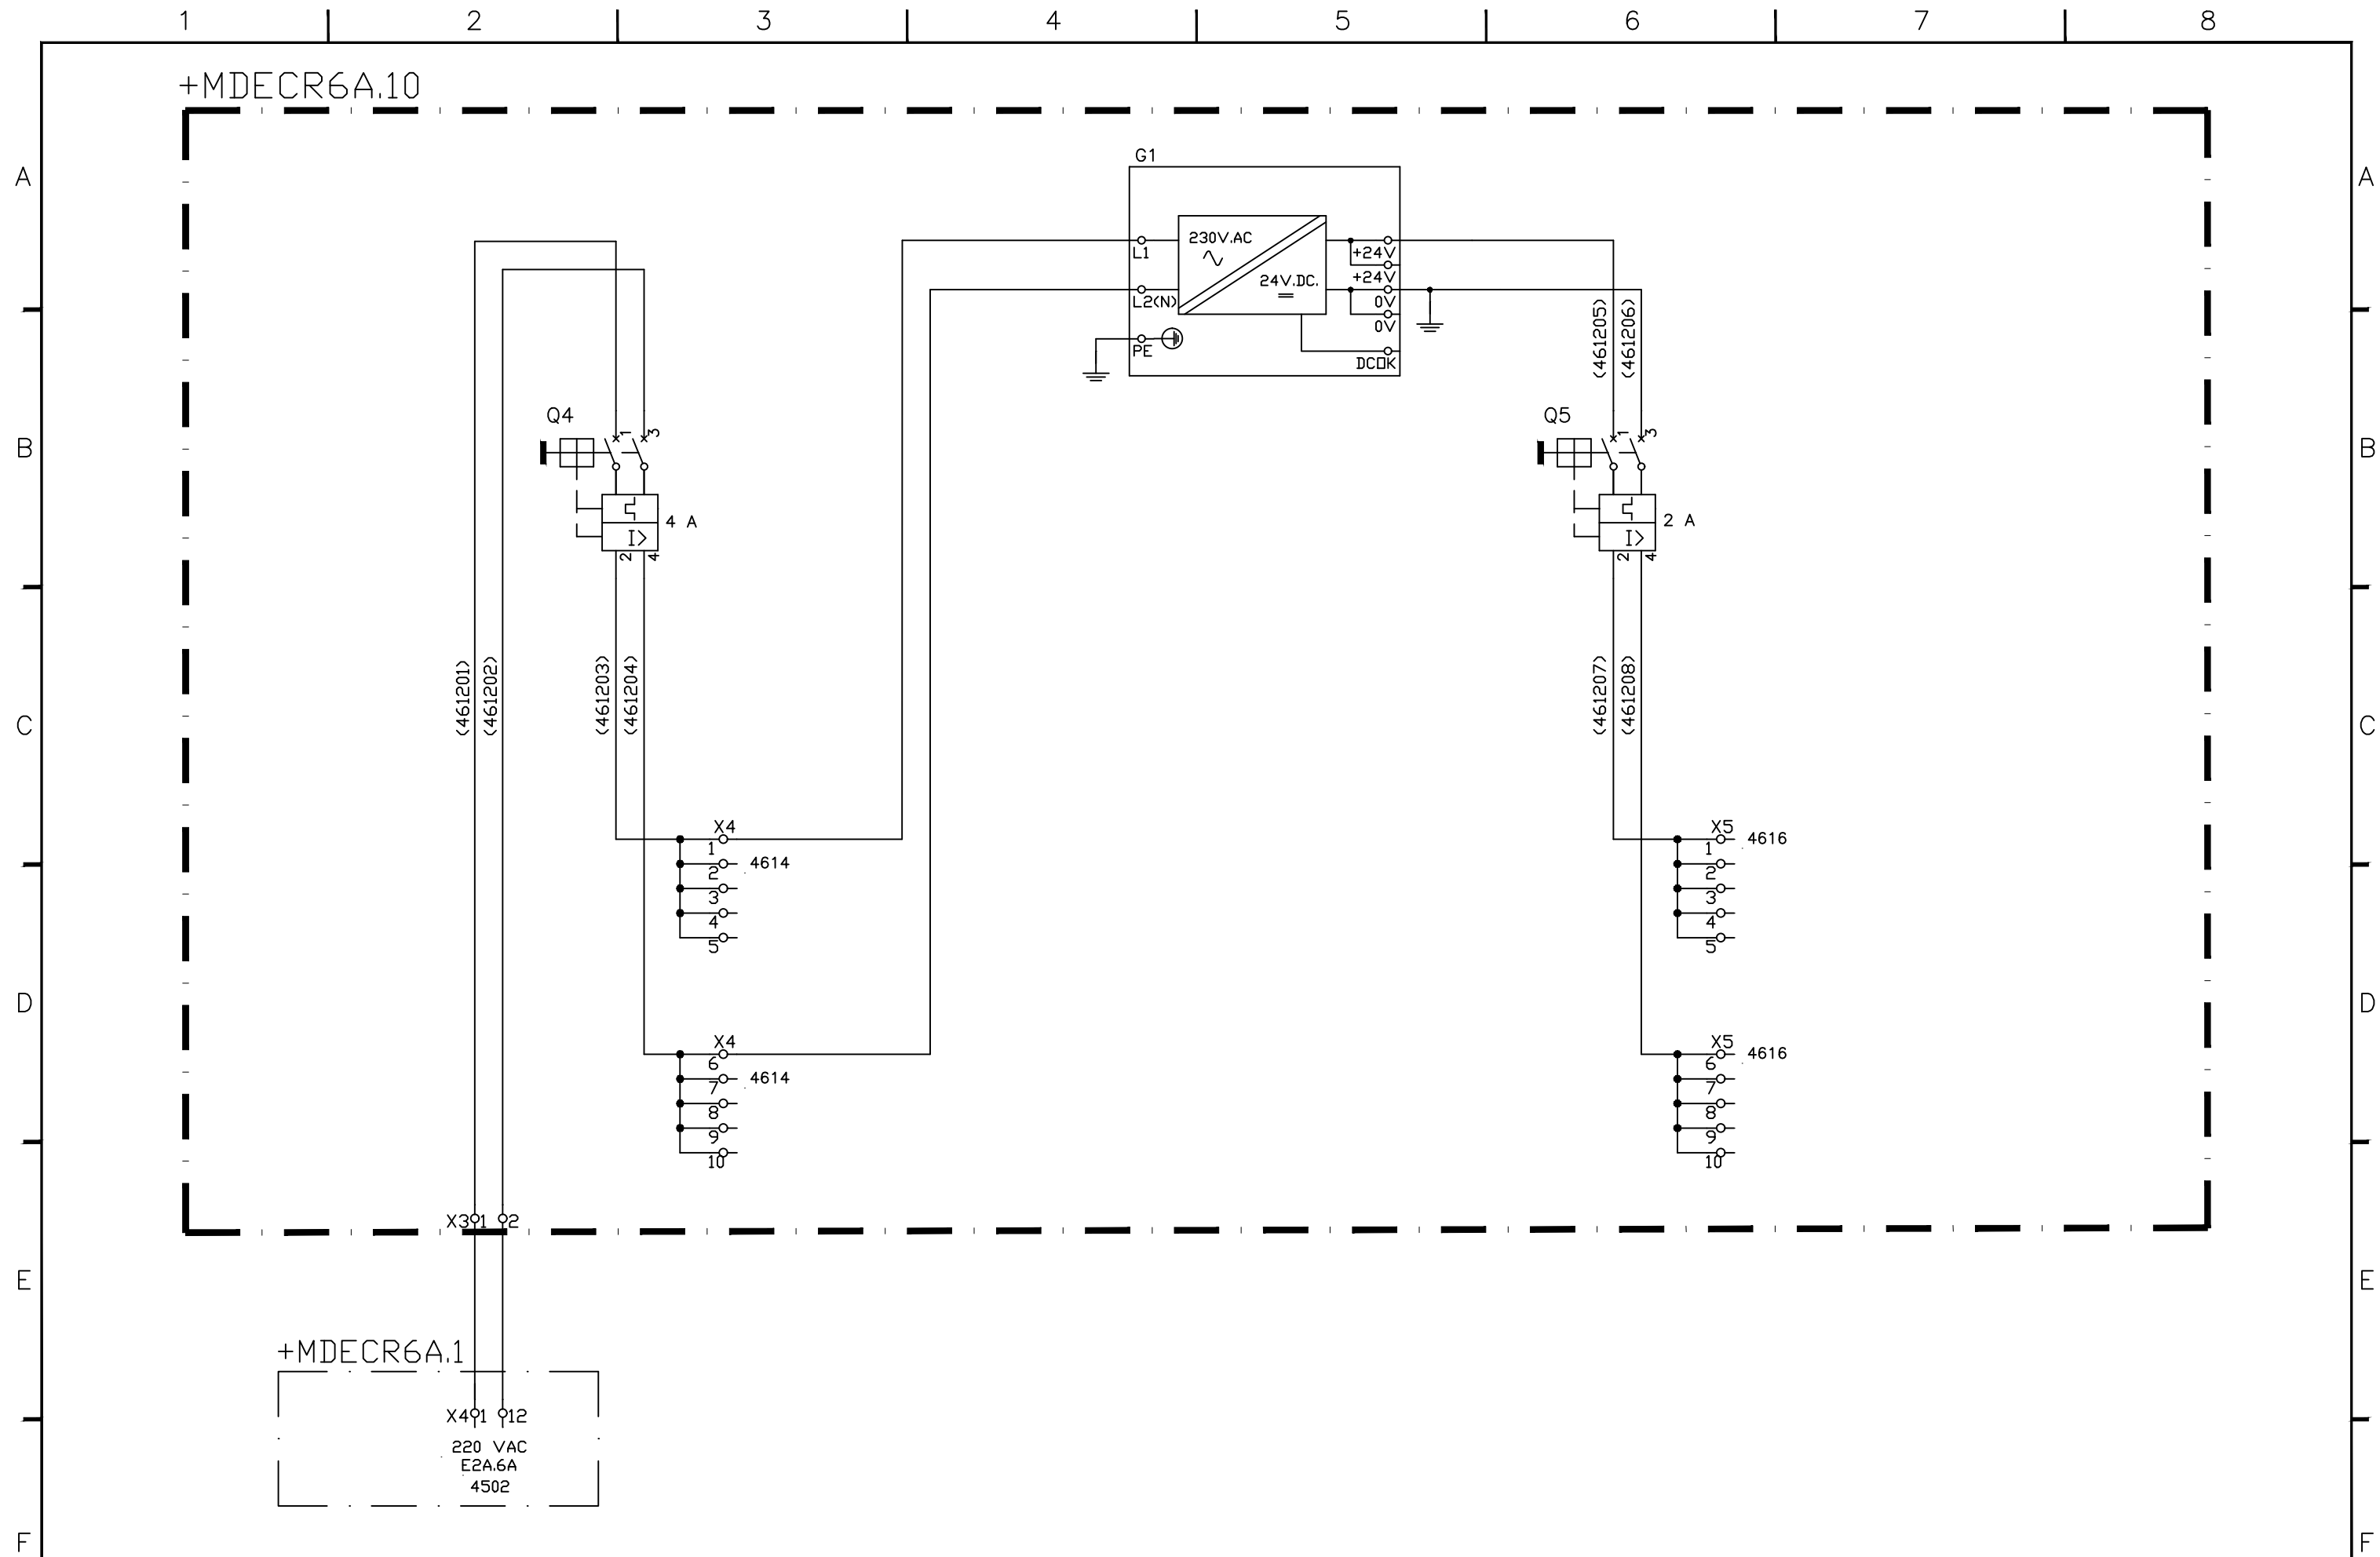 1 2 3 4 5 6 7 8
+MDECR6A.10
G1
A A
230V.AC
L1 +24V
24V.DC. +24V
L2(N) 0V
0V
PE
DCOK
(461205) (461206)
Q4 Q5
1 3 1 3
B B
4 A 2 A
I> I>
2 4 2 4
(461201) (461202) (461203) (461204) (461207) (461208)
C C
X4 X5
1 4616
1
2 4614
2
3 3
4 4
5 5
D D
X4 X5
6 4616
6
7 4614
7
8 8
9 9
10 10
X3 1 2
E E
+MDECR6A.1
X4 1 12
220 VAC
E2A.6A
4502
F F